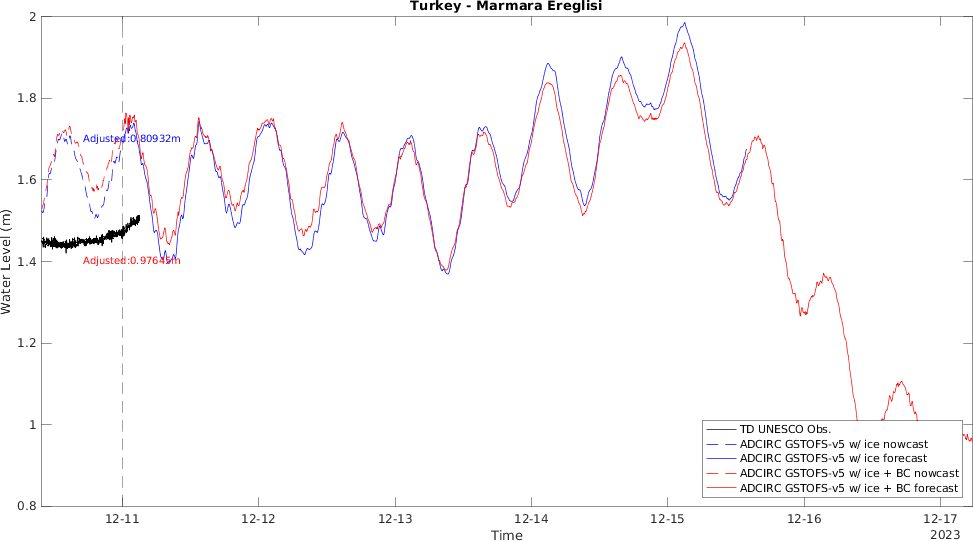 Turkey - Marmara Ereglisi
2
1.8
1.6
1.4
1.2
1
0.8
Water Level (m)
Adjusted:0.80932m
Adjusted:0.97645m
TD UNESCO Obs.
ADCIRC GSTOFS-v5 w/ ice nowcast
ADCIRC GSTOFS-v5 w/ ice forecast
ADCIRC GSTOFS-v5 w/ ice + BC nowcast
ADCIRC GSTOFS-v5 w/ ice + BC forecast
12-11 12-12 12-13 12-14 12-15 12-16 12-17
Time
2023